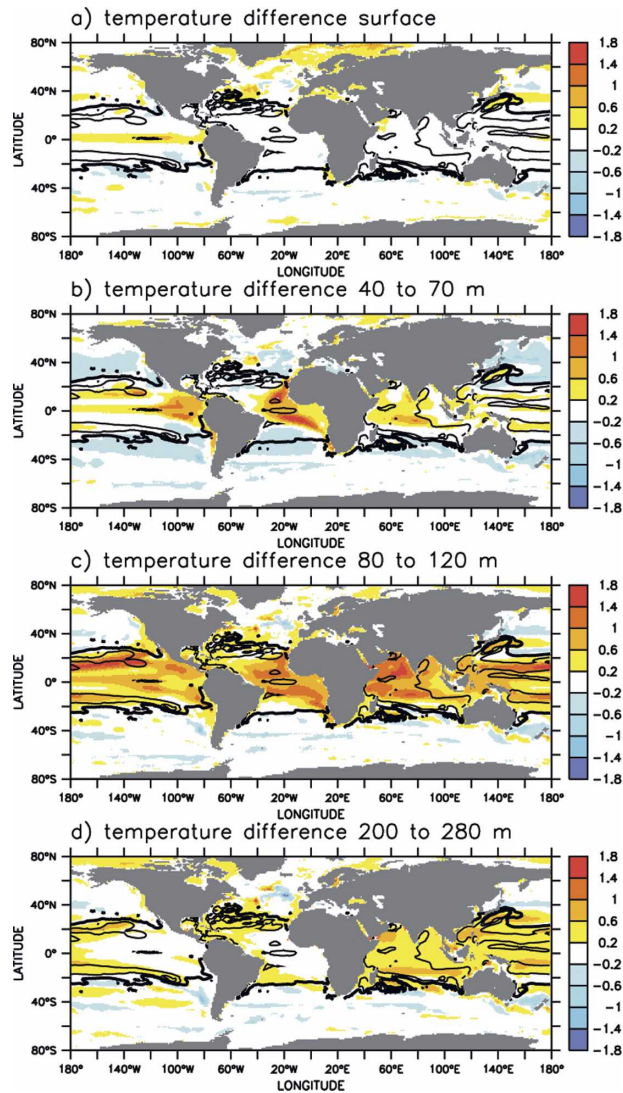 a) temperature difference surface
80°N
40°N
0°
40°S
80°S
LATITUDE
180° 140°W 100°W 60°W 20°W 20°E 60°E 100°E 140°E 180°
LONGITUDE
1.8
1.4
1
0.6
0.2
−0.2
−0.6
−1
−1.4
−1.8
b) temperature difference 40 to 70 m
80°N
40°N
0°
40°S
80°S
LATITUDE
180° 140°W 100°W 60°W 20°W 20°E 60°E 100°E 140°E 180°
LONGITUDE
1.8
1.4
1
0.6
0.2
−0.2
−0.6
−1
−1.4
−1.8
c) temperature difference 80 to 120 m
80°N
40°N
0°
40°S
80°S
LATITUDE
180° 140°W 100°W 60°W 20°W 20°E 60°E 100°E 140°E 180°
LONGITUDE
1.8
1.4
1
0.6
0.2
−0.2
−0.6
−1
−1.4
−1.8
d) temperature difference 200 to 280 m
80°N
40°N
0°
40°S
80°S
LATITUDE
180° 140°W 100°W 60°W 20°W 20°E 60°E 100°E 140°E 180°
LONGITUDE
1.8
1.4
1
0.6
0.2
−0.2
−0.6
−1
−1.4
−1.8